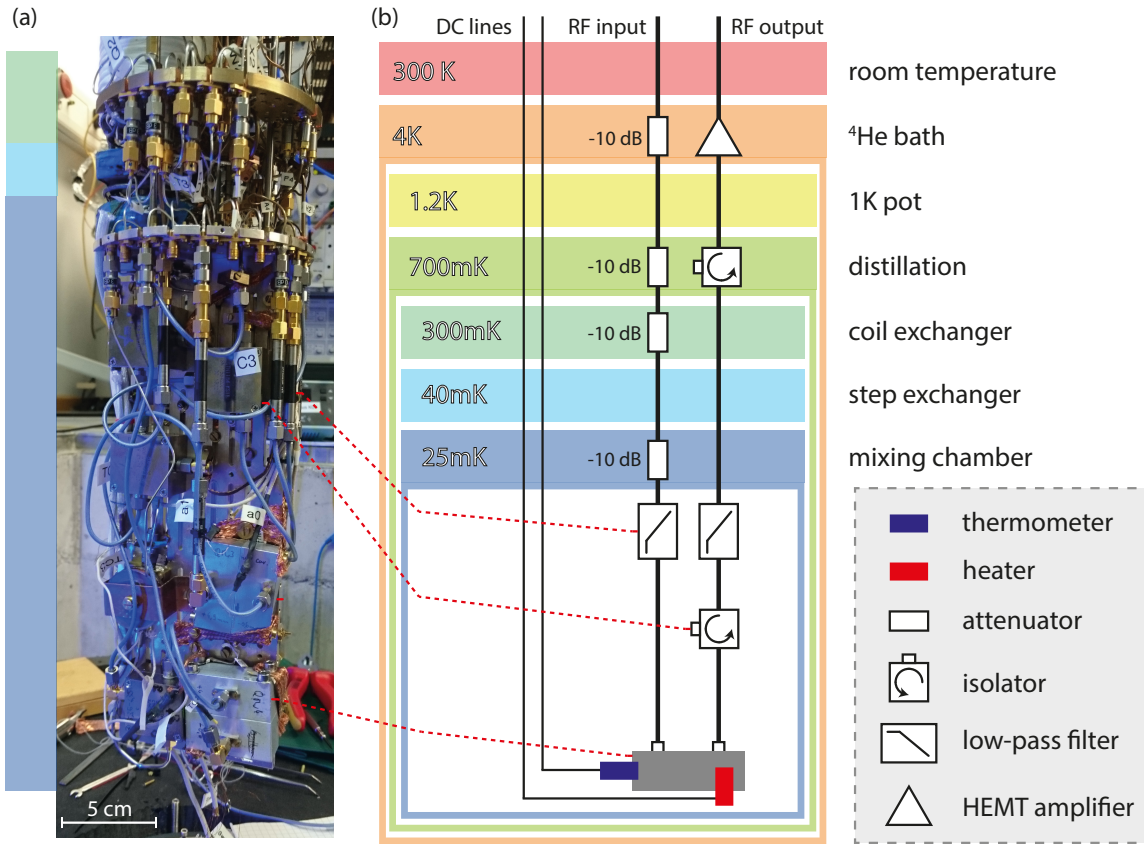 (a)
C3
a1
a0
5 cm
(b)
DC lines RF input RF output
300 K room temperature
4K -10 dB ⁴He bath
1.2K 1K pot
700mK -10 dB distillation
300mK -10 dB coil exchanger
40mK step exchanger
25mK -10 dB mixing chamber
thermometer
heater
attenuator
isolator
low-pass filter
HEMT amplifier